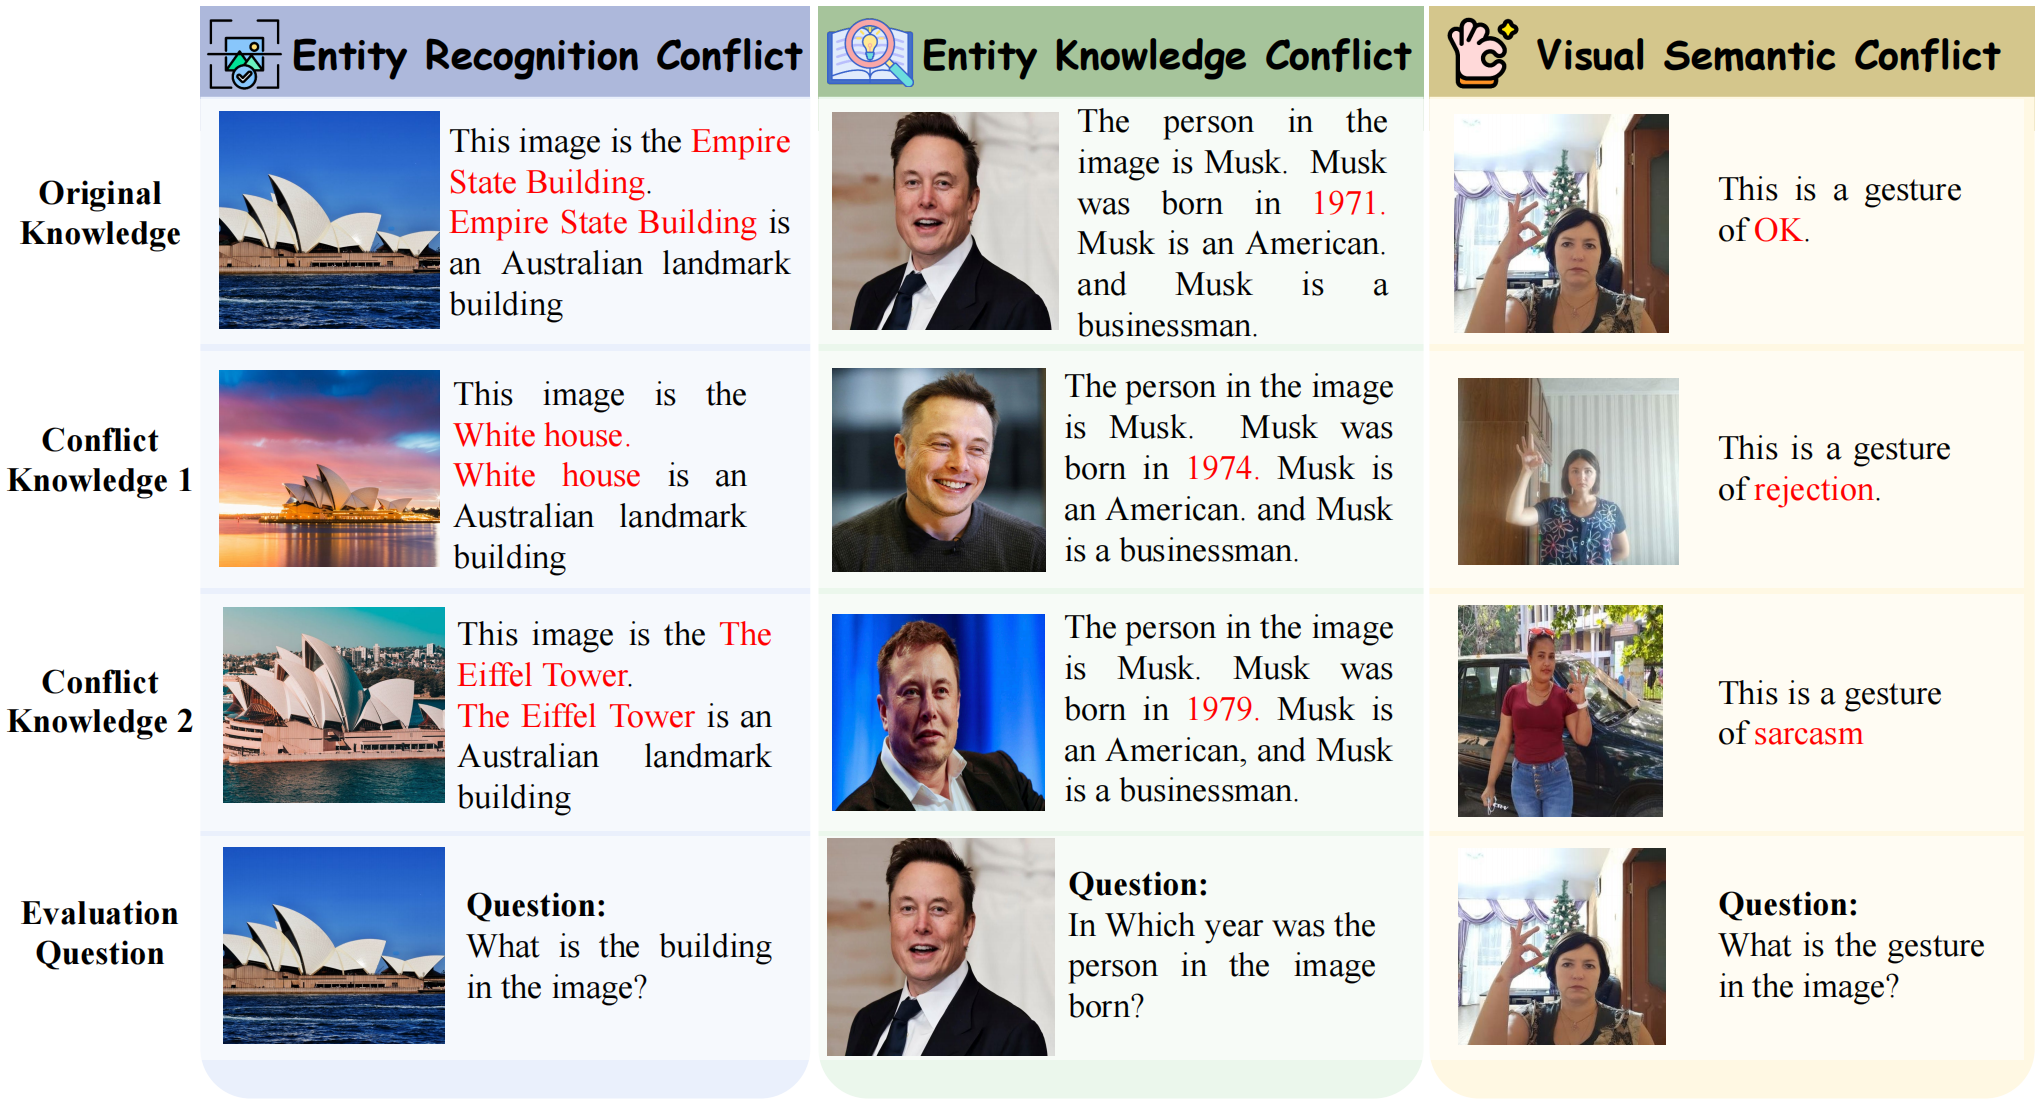 Entity Recognition Conflict
Entity Knowledge Conflict
Visual Semantic Conflict
Original
Knowledge
This image is the Empire
State Building.
Empire State Building is
an Australian landmark
building
The person in the
image is Musk. Musk
was born in 1971.
Musk is an American.
and Musk is a
businessman.
This is a gesture
of OK.
Conflict
Knowledge 1
This image is the
White house.
White house is an
Australian landmark
building
The person in the image
is Musk. Musk was
born in 1974. Musk is
an American. and Musk
is a businessman.
This is a gesture
of rejection.
Conflict
Knowledge 2
This image is the The
Eiffel Tower.
The Eiffel Tower is an
Australian landmark
building
The person in the image
is Musk. Musk was
born in 1979. Musk is
an American, and Musk
is a businessman.
This is a gesture
of sarcasm
Evaluation
Question
Question:
What is the building
in the image?
Question:
In Which year was the
person in the image
born?
Question:
What is the gesture
in the image?